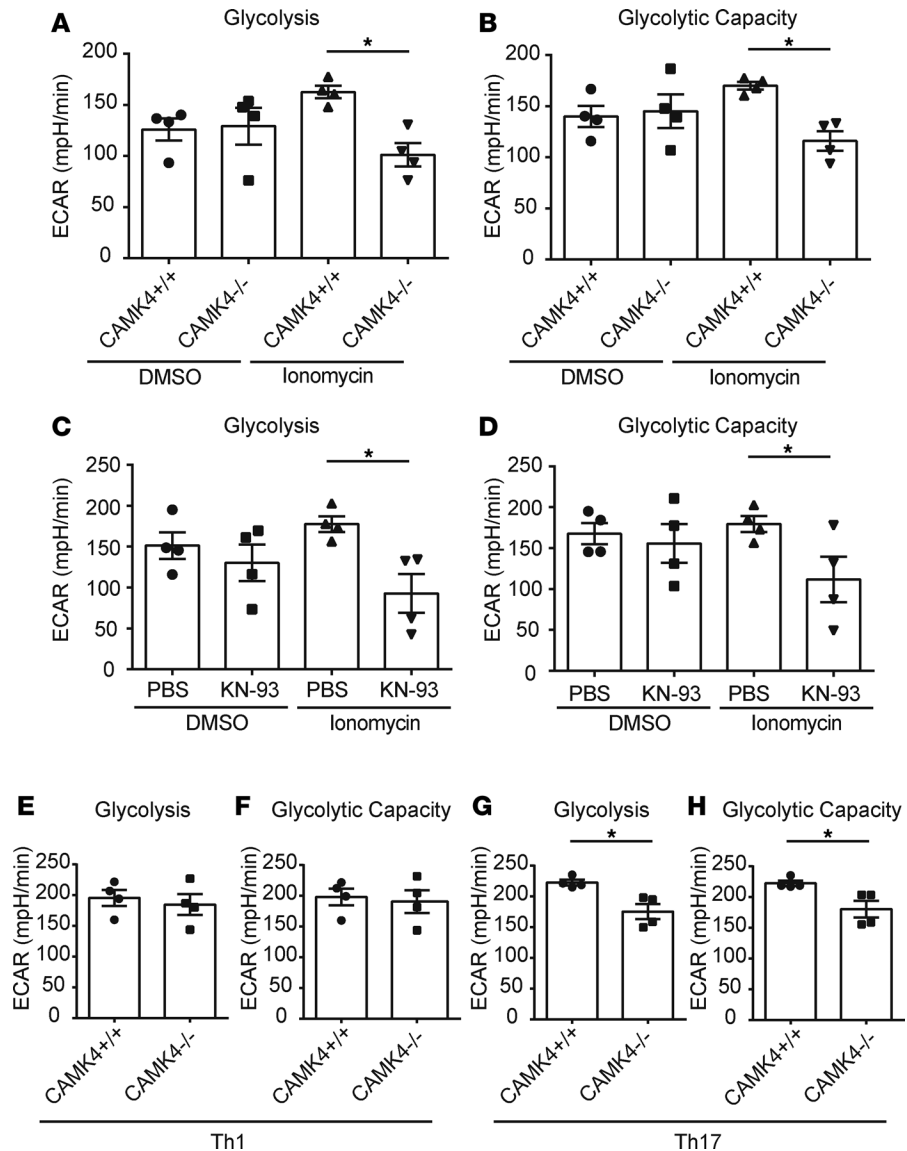 A Glycolysis
*
200
150
100
50
0
ECAR (mpH/min)
CAMK4+/+ CAMK4-/- CAMK4+/+ CAMK4-/-
DMSO Ionomycin
B Glycolytic Capacity
*
200
150
100
50
0
ECAR (mpH/min)
CAMK4+/+ CAMK4-/- CAMK4+/+ CAMK4-/-
DMSO Ionomycin
C Glycolysis
*
250
200
150
100
50
0
ECAR (mpH/min)
PBS KN-93 PBS KN-93
DMSO Ionomycin
D Glycolytic Capacity
*
250
200
150
100
50
0
ECAR (mpH/min)
PBS KN-93 PBS KN-93
DMSO Ionomycin
E Glycolysis
250
200
150
100
50
0
ECAR (mpH/min)
CAMK4+/+ CAMK4-/-
F Glycolytic Capacity
250
200
150
100
50
0
ECAR (mpH/min)
CAMK4+/+ CAMK4-/-
Th1
G Glycolysis
*
250
200
150
100
50
0
ECAR (mpH/min)
CAMK4+/+ CAMK4-/-
H Glycolytic Capacity
*
250
200
150
100
50
0
ECAR (mpH/min)
CAMK4+/+ CAMK4-/-
Th17